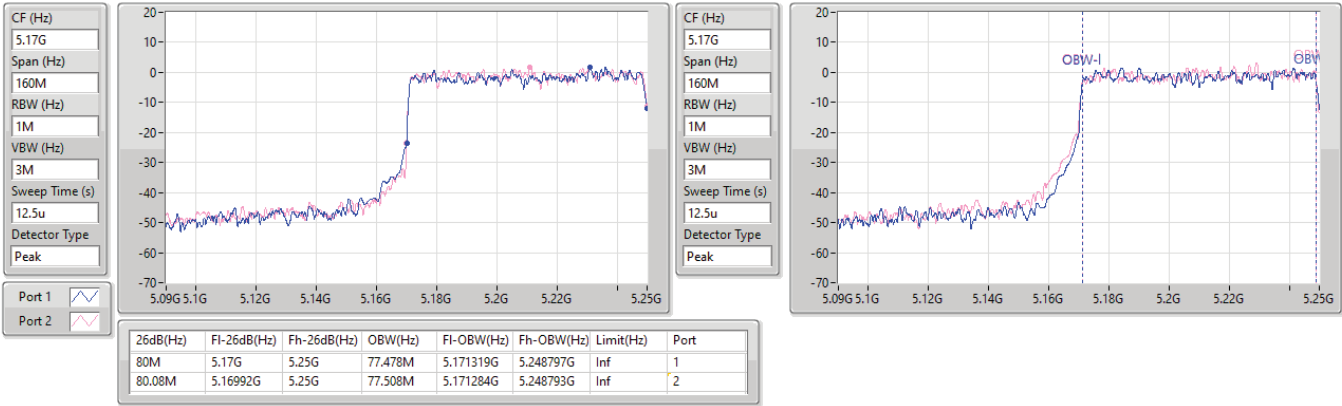 CF (Hz)
5.17G
Span (Hz)
160M
RBW (Hz)
1M
VBW (Hz)
3M
Sweep Time (s)
12.5u
Detector Type
Peak
Port 1
Port 2
20-
10-
0-
-10-
-20-
-30-
-40-
-50-
-60-
-70-
5.09G 5.1G 5.12G 5.14G 5.16G 5.18G 5.2G 5.22G 5.25G
CF (Hz)
5.17G
Span (Hz)
160M
RBW (Hz)
1M
VBW (Hz)
3M
Sweep Time (s)
12.5u
Detector Type
Peak
20-
10-
0-
-10-
-20-
-30-
-40-
-50-
-60-
-70-
OBW-l
OBW
5.09G 5.1G 5.12G 5.14G 5.16G 5.18G 5.2G 5.22G 5.25G
26dB(Hz) Fl-26dB(Hz) Fh-26dB(Hz) OBW(Hz) Fl-OBW(Hz) Fh-OBW(Hz) Limit(Hz) Port
80M 5.17G 5.25G 77.478M 5.171319G 5.248797G Inf 1
80.08M 5.16992G 5.25G 77.508M 5.171284G 5.248793G Inf 2